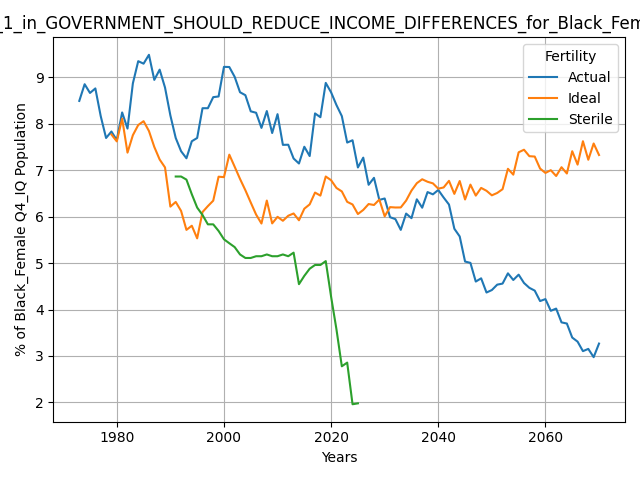 _1_in_GOVERNMENT_SHOULD_REDUCE_INCOME_DIFFERENCES_for_Black_Fem
Fertility
Actual
Ideal
Sterile
% of Black_Female Q4_IQ Population
9
8
7
6
5
4
3
2
1980
2000
2020
2040
2060
Years